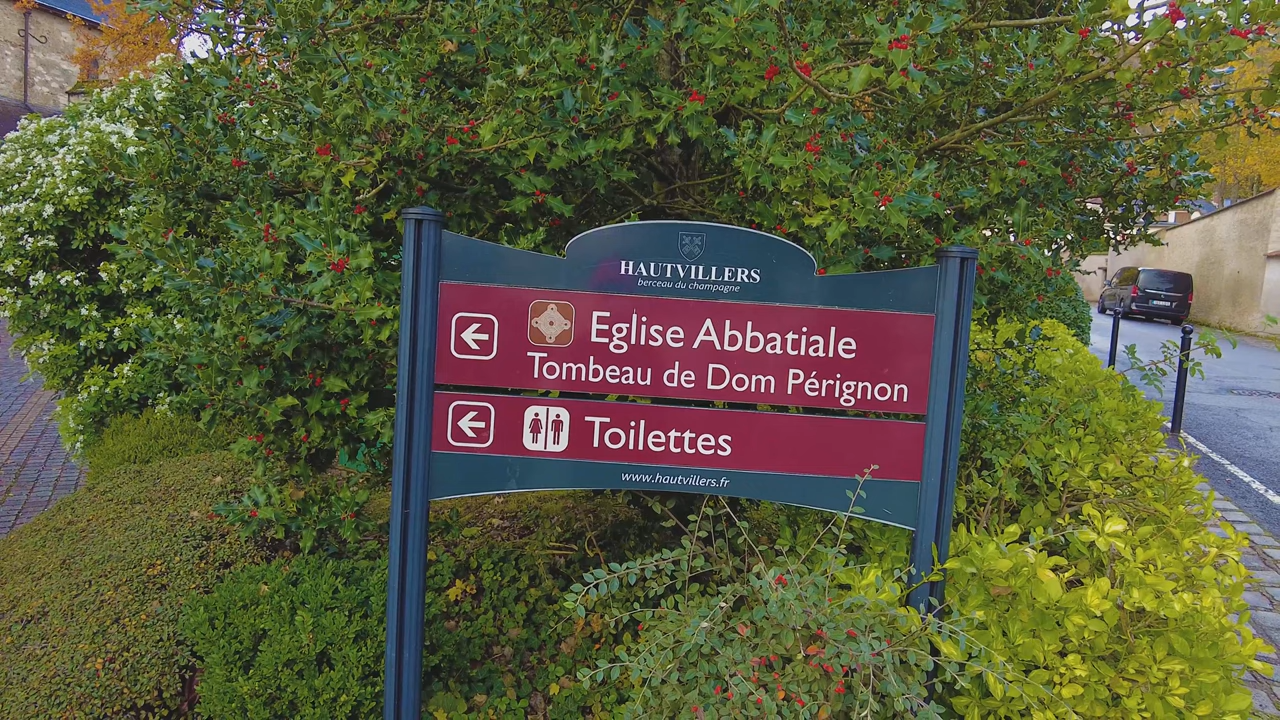 HAUTVILLERS
berceau du champagne
Eglise Abbatiale
Tombeau de Dom Pérignon
Toilettes
www.hautvillers.fr